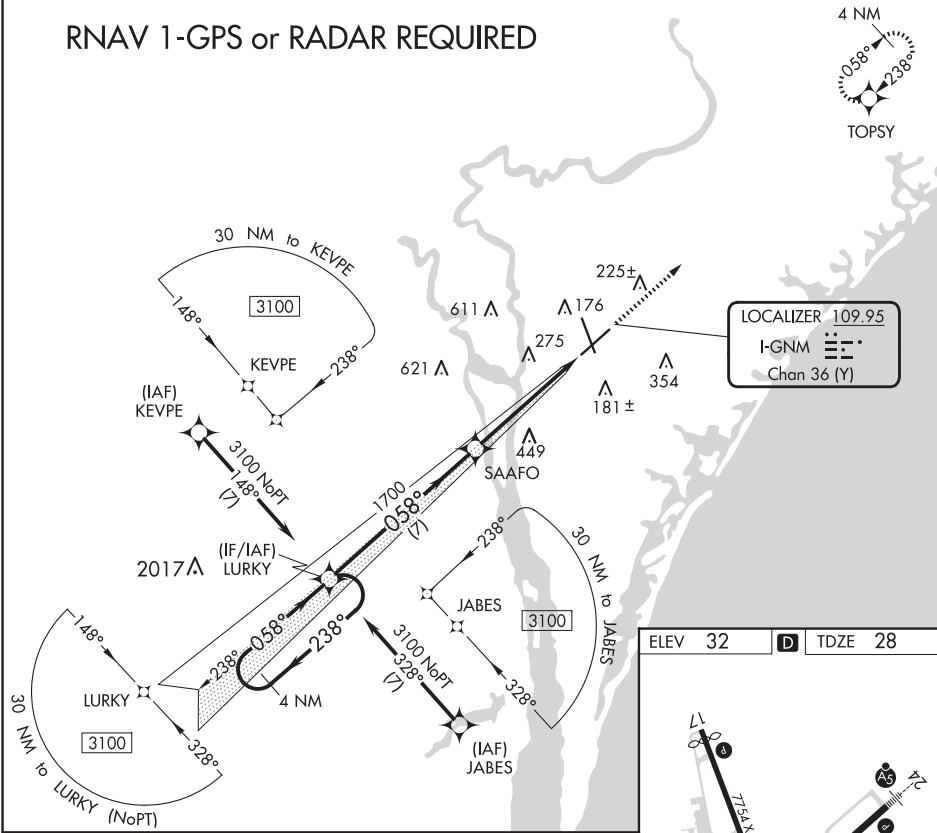 RNAV 1-GPS or RADAR REQUIRED
4 NM
058°
238°
TOPSY
30 NM to KEVPE
148°
3100
KEVPE
238°
(IAF)
KEVPE
3100 NoPT
148°
(7)
611
621
225±
176
275
354
181±
449
LOCALIZER 109.95
I-GNM
Chan 36 (Y)
SAAFO
1700
058°
(7)
2017
(IF/IAF)
LURKY
058°
238°
238°
4 NM
238°
JABES
30 NM to JABES
3100
328°
3100 NoPT
328°
(7)
(IAF)
JABES
148°
LURKY
3100
328°
30 NM to LURKY (NoPT)
ELEV 32
D
TDZE 28
17
P
7754 X
A5
24
P